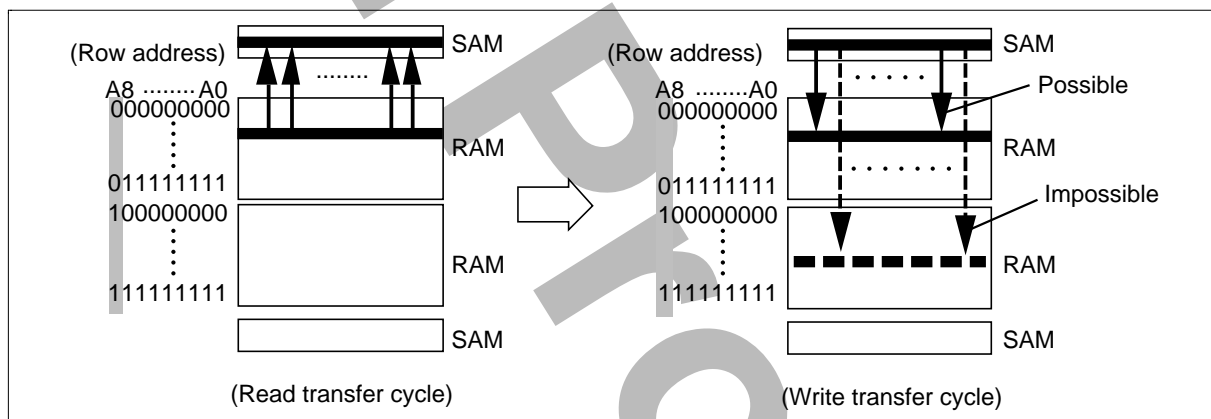 (Row address)
A8 ........ A0
000000000
011111111
100000000
111111111
SAM
........
RAM
RAM
SAM
(Read transfer cycle)
(Row address)
A8 ........ A0
000000000
011111111
100000000
111111111
SAM
Possible
RAM
Impossible
RAM
SAM
(Write transfer cycle)